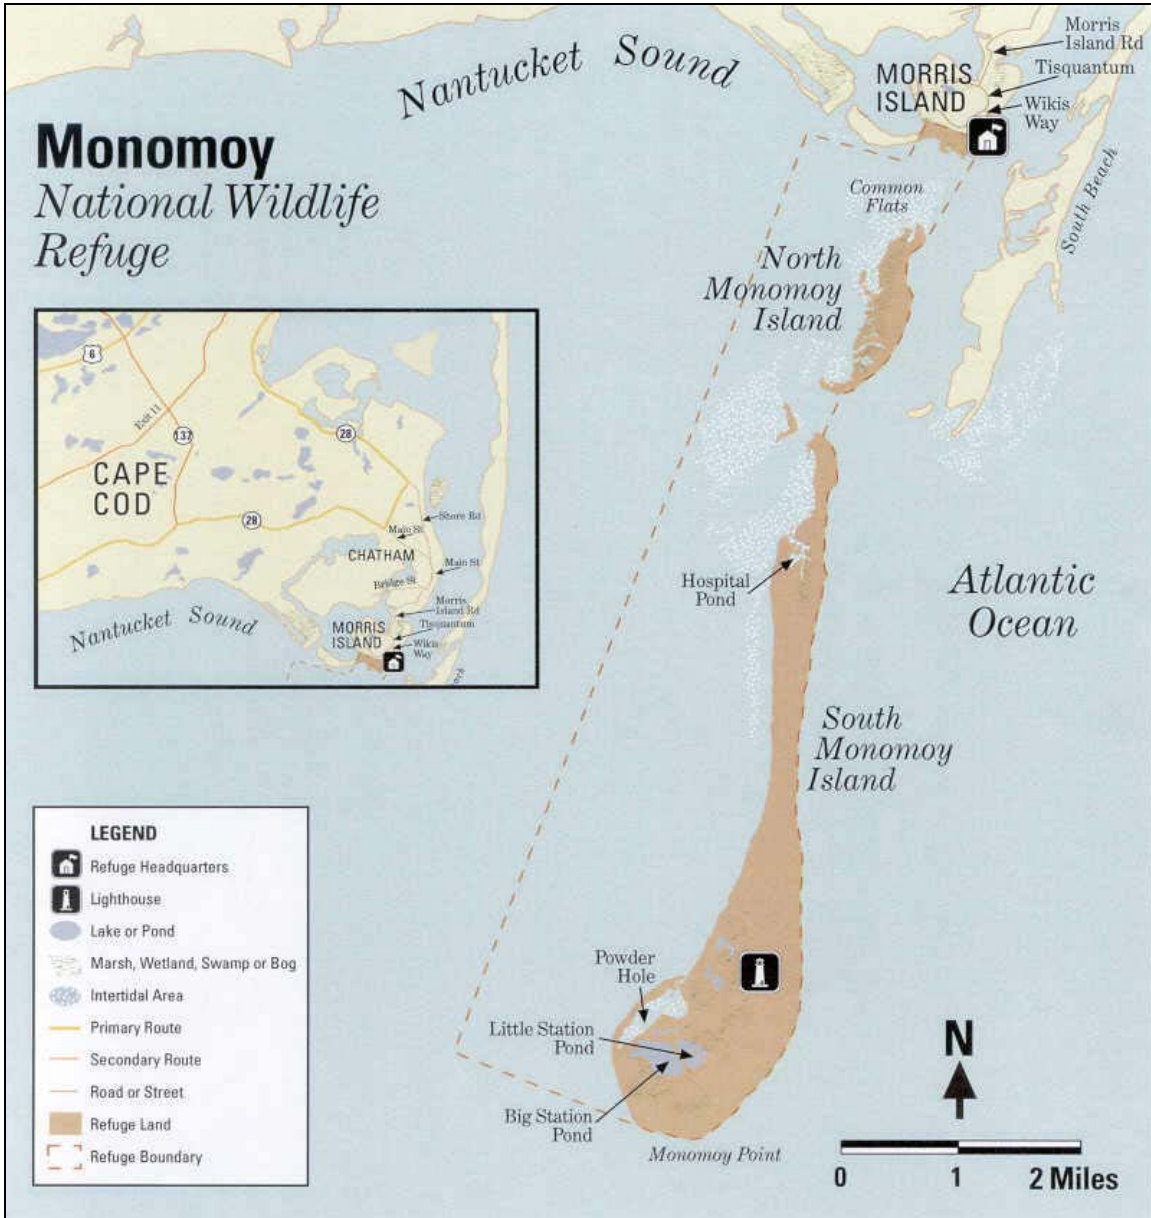 Monomoy
National Wildlife
Refuge
Nantucket Sound
Morris
Island Rd
Tisquantum
Wikis
Way
MORRIS
ISLAND
South Beach
Common
Flats
North
Monomoy
Island
6
Exit 11
137
28
CAPE
COD
28
Shore Rd
Main St
CHATHAM
Main St
Bridge St
Morris
Island Rd
Tisquantum
MORRIS
ISLAND
Wikis
Way
Nantucket Sound
Hospital
Pond
Atlantic
Ocean
South
Monomoy
Island
Powder
Hole
Little Station
Pond
Big Station
Pond
Monomoy Point
LEGEND
Refuge Headquarters
Lighthouse
Lake or Pond
Marsh, Wetland, Swamp or Bog
Intertidal Area
Primary Route
Secondary Route
Road or Street
Refuge Land
Refuge Boundary
N
0 1 2 Miles